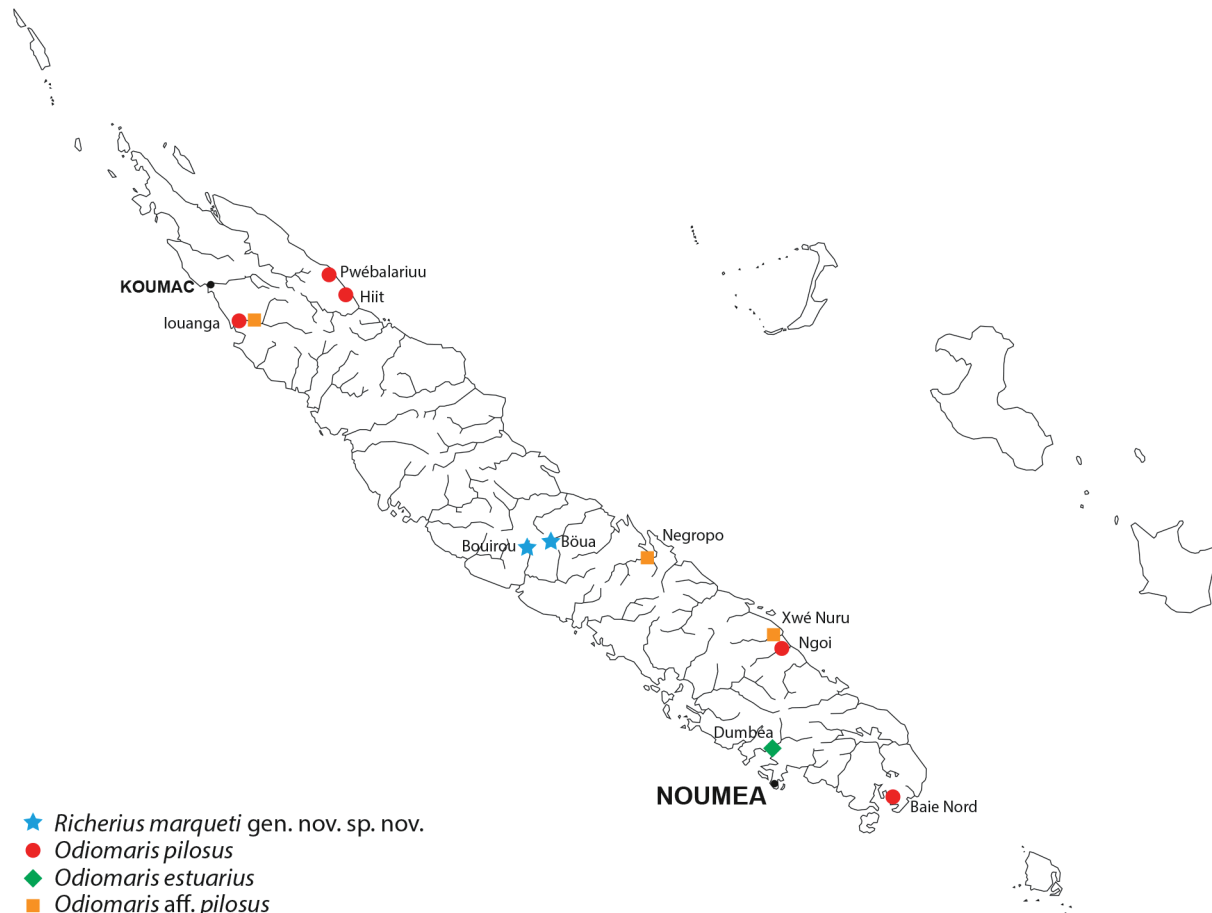 Pwébalariuu
KOUMAC
Hiit
Iouanga
Negropo
Bouirou
Böua
Xwé Nuru
Ngoi
Dumbéa
NOUMEA
Baie Nord
Richerius marqueti gen. nov. sp. nov.
Odiomaris pilosus
Odiomaris estuarius
Odiomaris aff. pilosus